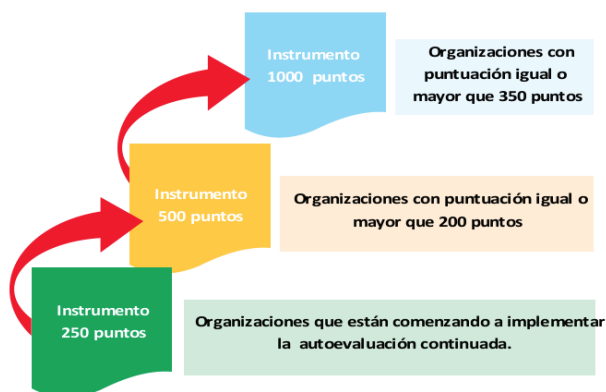 Instrumento
1000 puntos
Organizaciones con
puntuación igual o
mayor que 350 puntos
Instrumento
500 puntos
Organizaciones con puntuación igual o
mayor que 200 puntos
Instrumento
250 puntos
Organizaciones que están comenzando a implementar
la autoevaluación continuada.